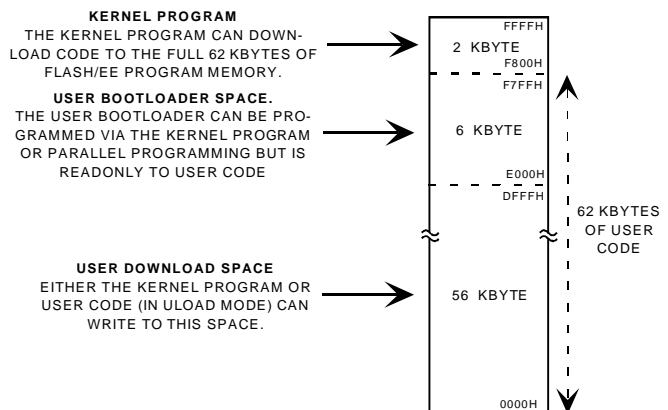 KERNEL PROGRAM
THE KERNEL PROGRAM CAN DOWN-
LOAD CODE TO THE FULL 62 KBYTES OF
FLASH/EE PROGRAM MEMORY.
USER BOOTLOADER SPACE.
THE USER BOOTLOADER CAN BE PRO-
GRAMMED VIA THE KERNEL PROGRAM
OR PARALLEL PROGRAMMING BUT IS
READONLY TO USER CODE
USER DOWNLOAD SPACE
EITHER THE KERNEL PROGRAM OR
USER CODE (IN ULOAD MODE) CAN
WRITE TO THIS SPACE.
FFFFH
2 KBYTE
F800H
F7FFH
6 KBYTE
E000H
DFFFH
56 KBYTE
0000H
62 KBYTES
OF USER
CODE